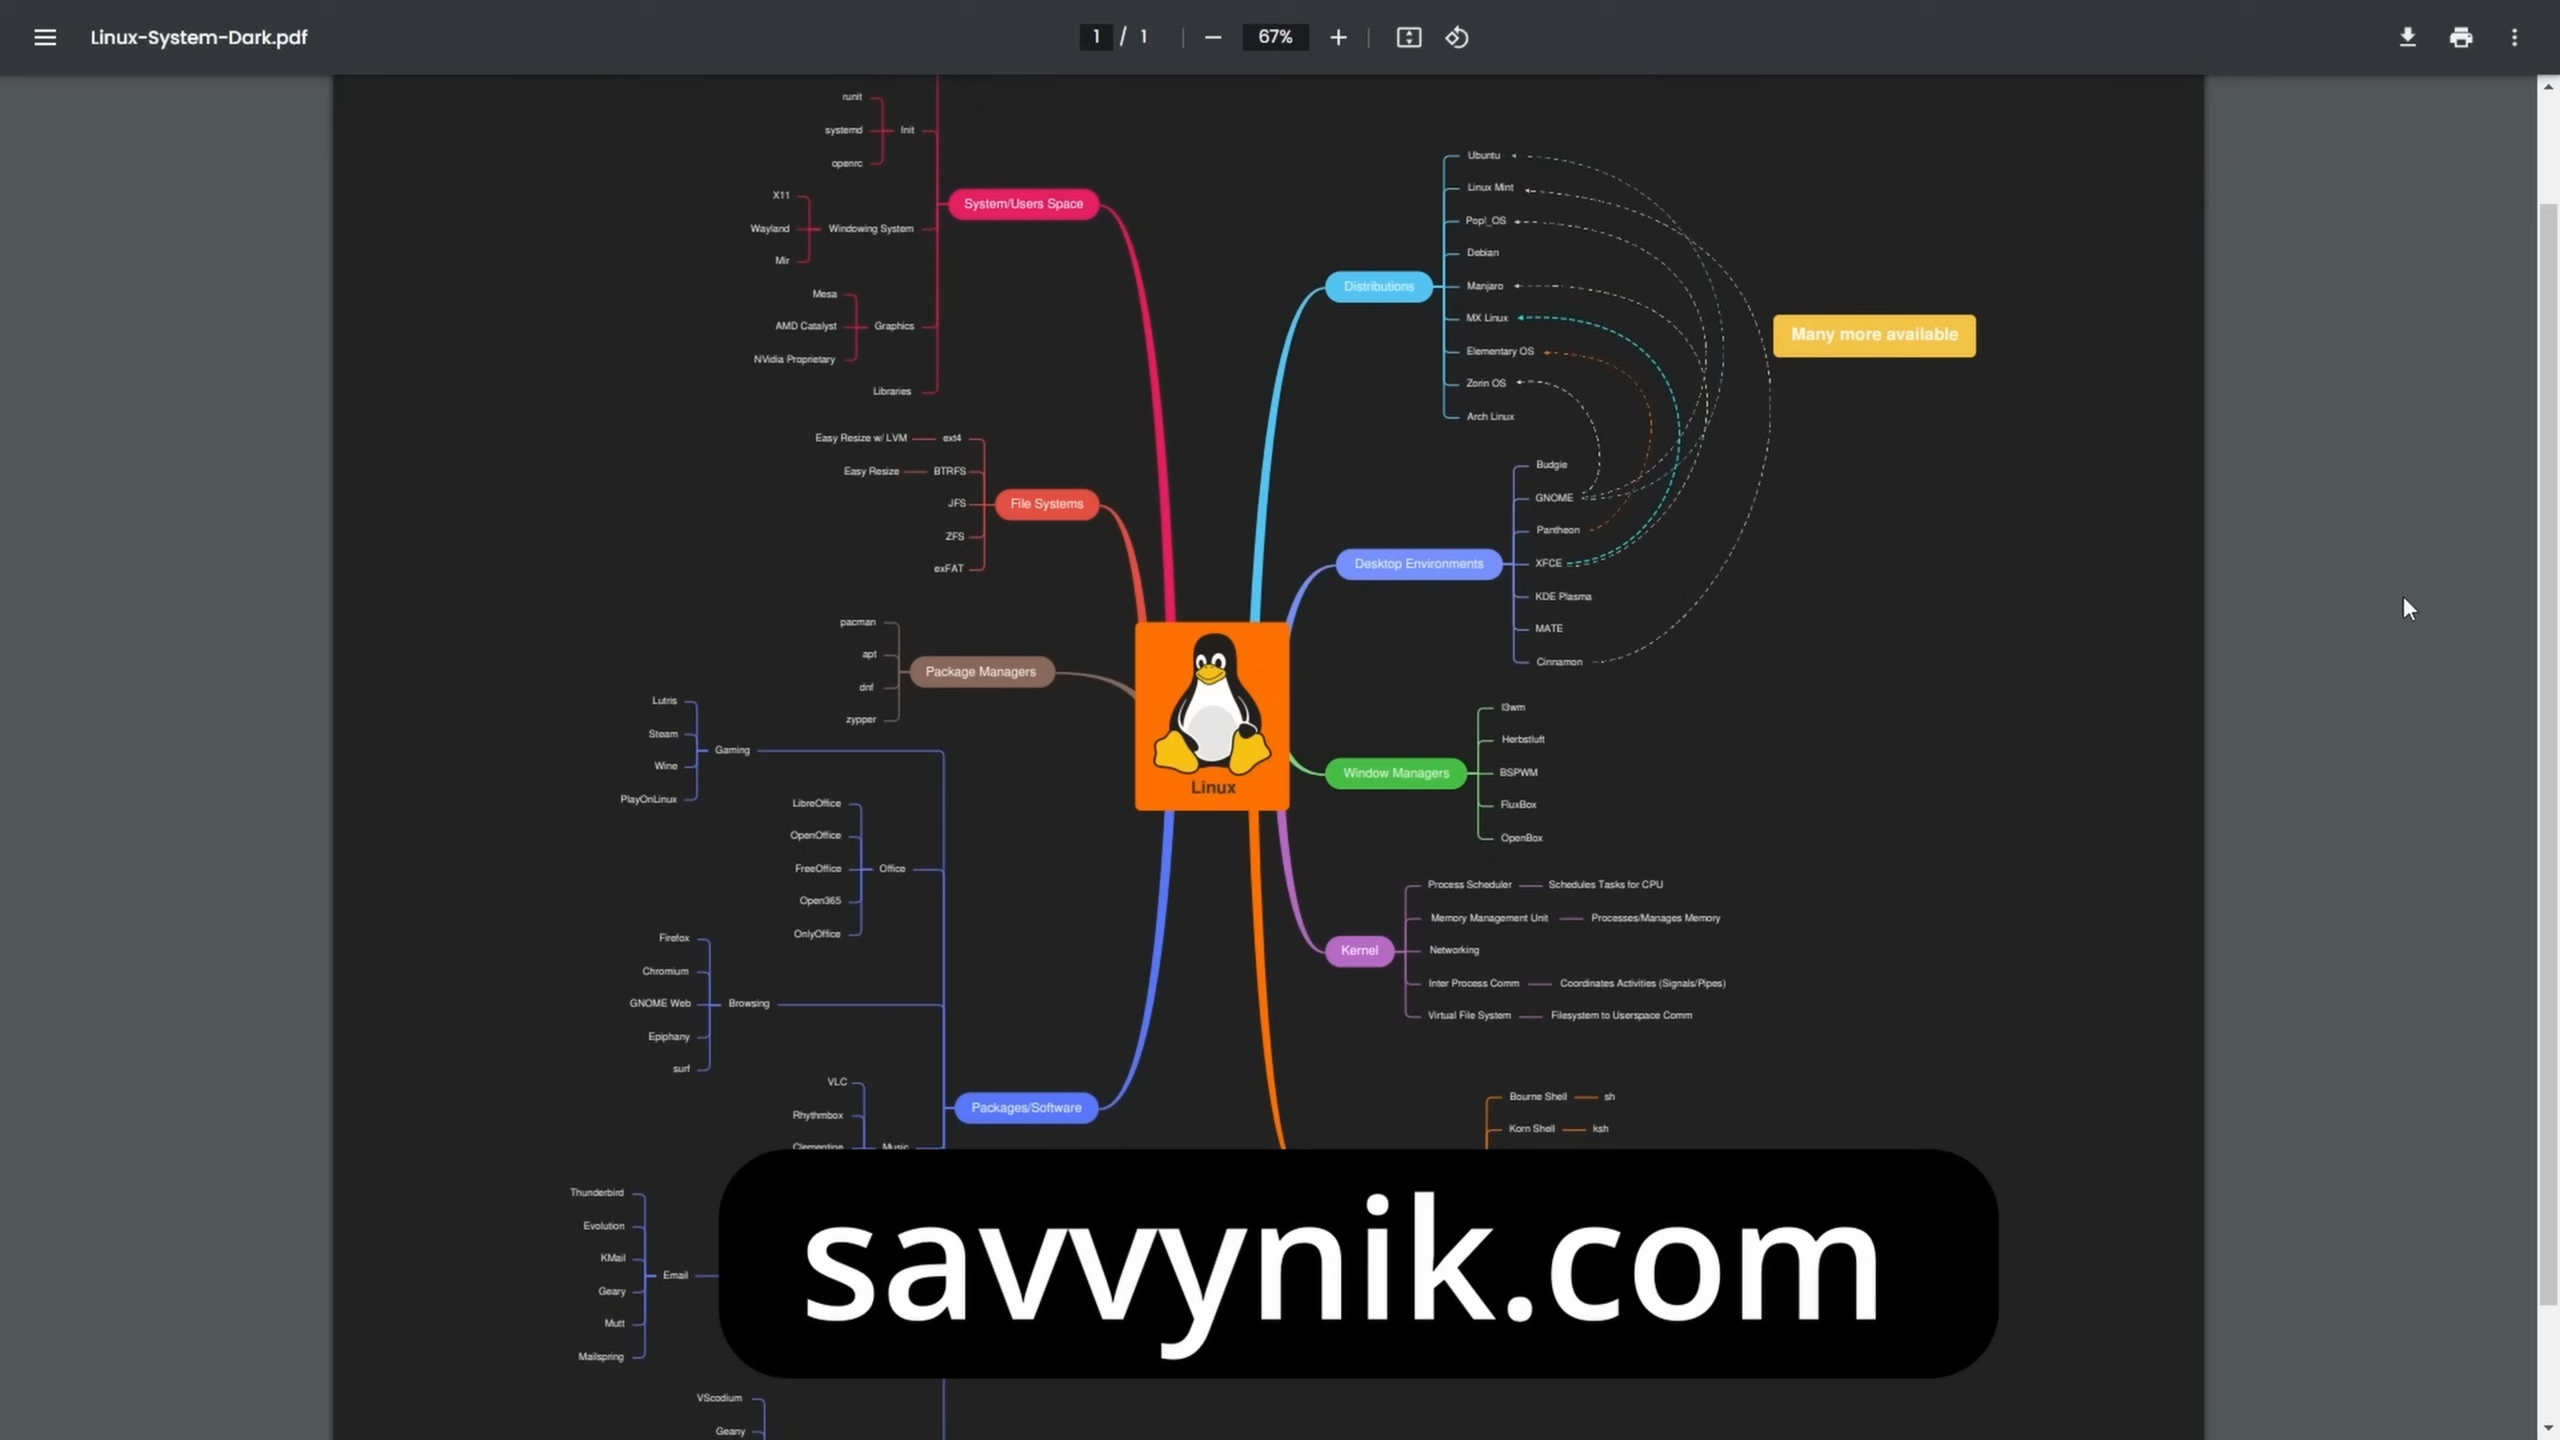 Linux-System-Dark.pdf
1 / 1
67%
runit
systemd
openrc
Init
X11
Wayland
Mir
Windowing System
Mesa
AMD Catalyst
NVidia Proprietary
Graphics
Libraries
System/Users Space
Easy Resize w/ LVM
ext4
Easy Resize
BTRFS
JFS
ZFS
exFAT
File Systems
pacman
apt
dnf
zypper
Package Managers
Lutris
Steam
Wine
PlayOnLinux
Gaming
LibreOffice
OpenOffice
FreeOffice
Open365
OnlyOffice
Office
Firefox
Chromium
GNOME Web
Epiphany
surf
Browsing
VLC
Rhythmbox
Clementine
Music
Packages/Software
Thunderbird
Evolution
KMail
Geary
Mutt
Mailspring
Email
VScodium
Geany
Linux
Distributions
Ubuntu
Linux Mint
Pop!_OS
Debian
Manjaro
MX Linux
Elementary OS
Zorin OS
Arch Linux
Many more available
Desktop Environments
Budgie
GNOME
Pantheon
XFCE
KDE Plasma
MATE
Cinnamon
Window Managers
I3wm
Herbstluft
BSPWM
FluxBox
OpenBox
Kernel
Process Scheduler
Schedules Tasks for CPU
Memory Management Unit
Processes/Manages Memory
Networking
Inter Process Comm
Coordinates Activities (Signals/Pipes)
Virtual File System
Filesystem to Userspace Comm
Bourne Shell
sh
Korn Shell
ksh
savvynik.com